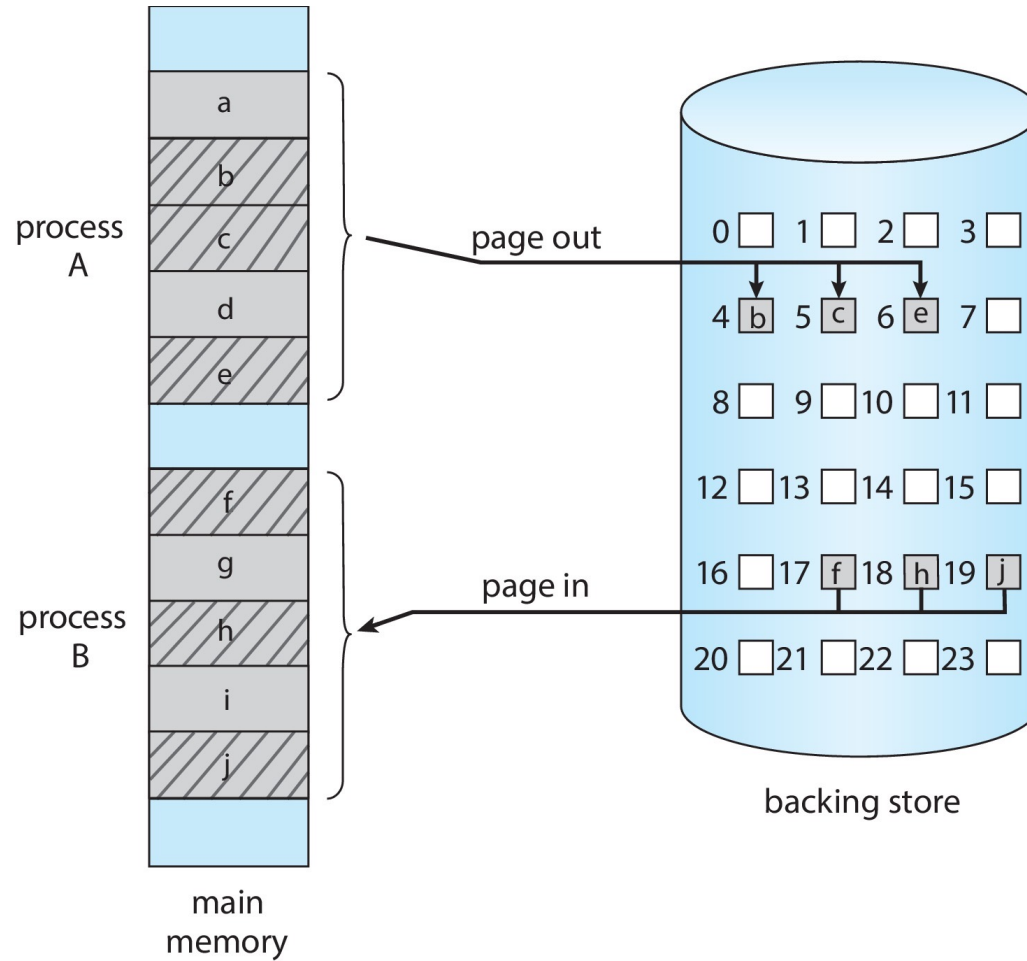 a
b
process
A
c
d
e
f
g
process
B
h
i
j
main
memory
page out
0 1 2 3
4 b 5 c 6 e 7
8 9 10 11
12 13 14 15
page in
16 17 f 18 h 19 j
20 21 22 23
backing store